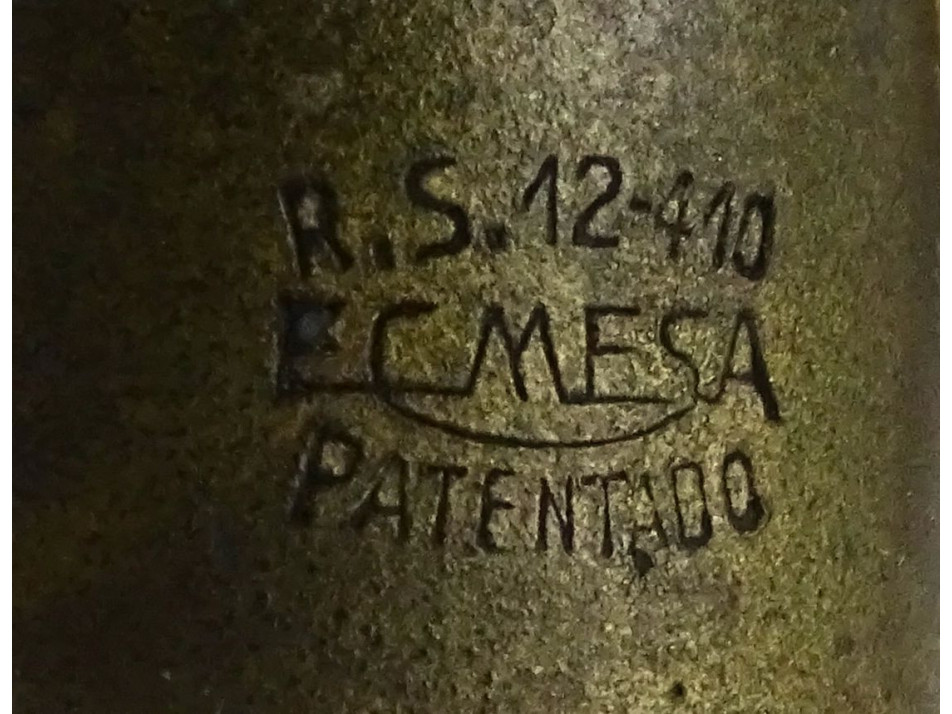 R.S.12-410
ECMESA
PATENTADO